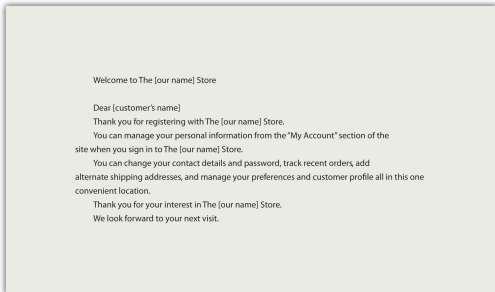 Welcome to The [our name] Store
Dear [customer's name]
Thank you for registering with The [our name] Store.
You can manage your personal information from the "My Account" section of the
site when you sign in to The [our name] Store.
You can change your contact details and password, track recent orders, add
alternate shipping addresses, and manage your preferences and customer profile all in this one
convenient location.
Thank you for your interest in The [our name] Store.
We look forward to your next visit.